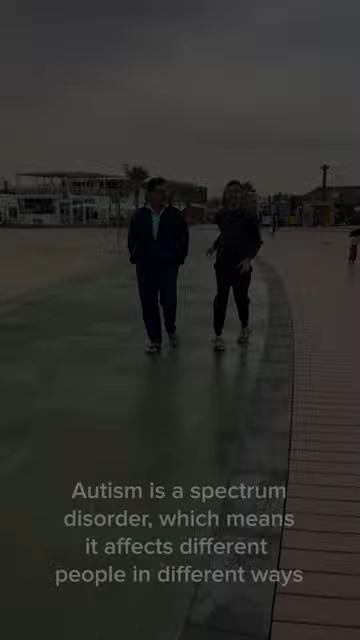 Autism is a spectrum
disorder, which means
it affects different
people in different ways